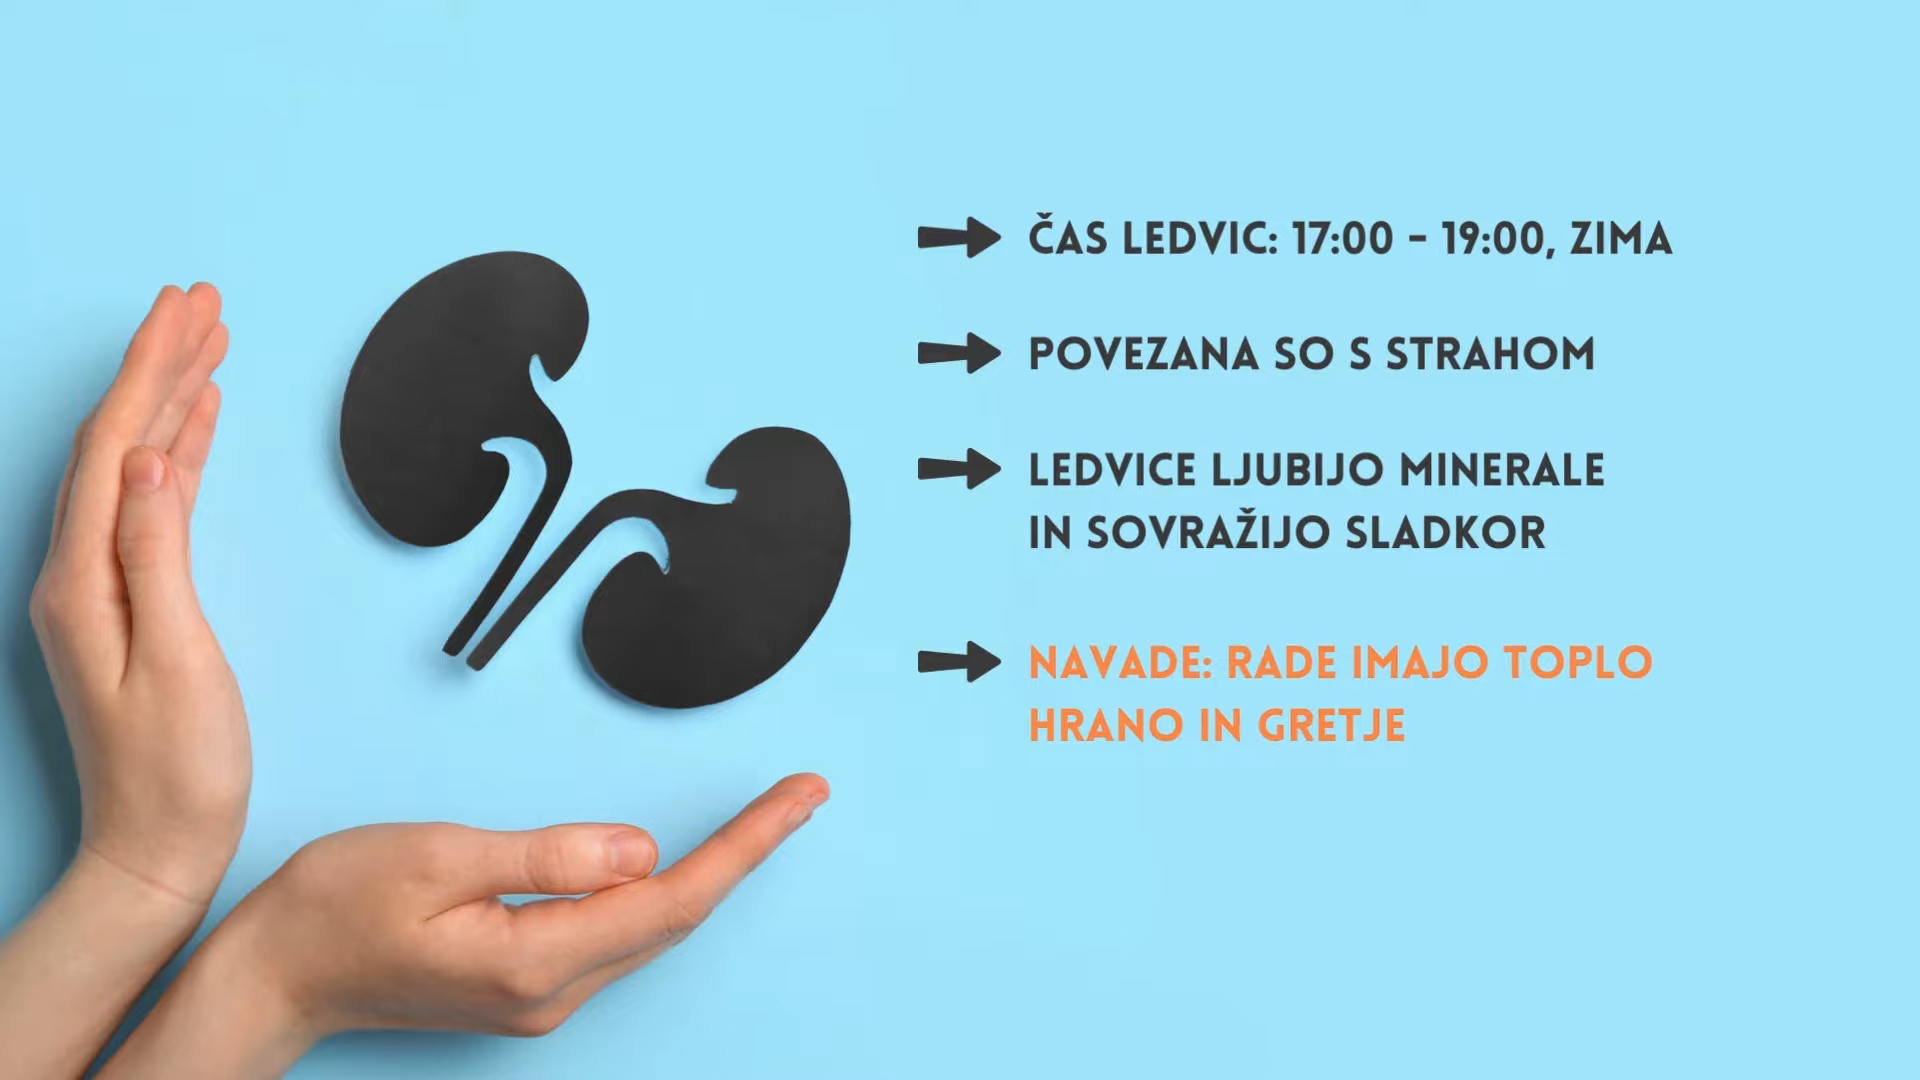 ČAS LEDVIC: 17:00 - 19:00, ZIMA
POVEZANA SO S STRAHOM
LEDVICE LJUBIJO MINERALE
IN SOVRAŽIJO SLADKOR
NAVADE: RADE IMAJO TOPLO
HRANO IN GRETJE